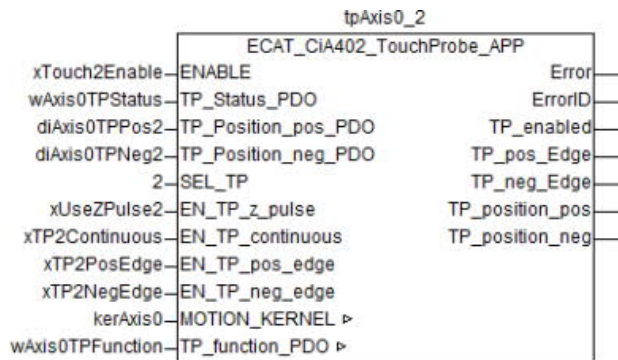 tpAxis0_2
ECAT_CiA402_TouchProbe_APP
xTouch2Enable ENABLE Error
wAxis0TPStatus TP_Status_PDO ErrorID
diAxis0TPPos2 TP_Position_pos_PDO TP_enabled
diAxis0TPNeg2 TP_Position_neg_PDO TP_pos_Edge
2 SEL_TP TP_neg_Edge
xUseZPulse2 EN_TP_z_pulse TP_position_pos
xTP2Continuous EN_TP_continuous TP_position_neg
xTP2PosEdge EN_TP_pos_edge
xTP2NegEdge EN_TP_neg_edge
kerAxis0 MOTION_KERNEL
wAxis0TPFunction TP_function_PDO